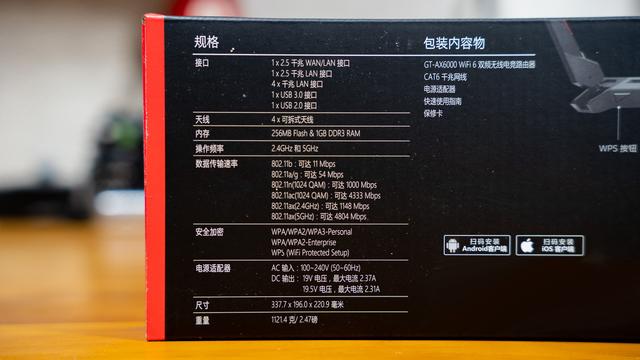 规格
接口
1 x 2.5 千兆 WAN/LAN 接口
1 x 2.5 千兆 LAN 接口
4 x 千兆 LAN 接口
1 x USB 3.0 接口
1 x USB 2.0 接口
天线
4 x 可拆式天线
内存
256MB Flash & 1GB DDR3 RAM
操作频率
2.4GHz 和 5GHz
数据传输速率
802.11b : 可达 11 Mbps
802.11a/g : 可达 54 Mbps
802.11n(1024 QAM) : 可达 1000 Mbps
802.11ac(1024 QAM) : 可达 4333 Mbps
802.11ax(2.4GHz) : 可达 1148 Mbps
802.11ax(5GHz) : 可达 4804 Mbps
安全加密
WPA/WPA2/WPA3-Personal
WPA/WPA2-Enterprise
WPS (WiFi Protected Setup)
电源适配器
AC 输入 : 100~240V (50~60Hz)
DC 输出 : 19V 电压，最大电流 2.37A
19.5V 电压，最大电流 2.31A
尺寸
337.7 x 196.0 x 220.9 毫米
重量
1121.4 克/ 2.47磅
包装内容物
GT-AX6000 WiFi 6 双频无线电竞路由器
CAT6 千兆网线
电源适配器
快速使用指南
保修卡
WPS 按钮
扫码安装
Android客户端
扫码安装
iOS 客户端